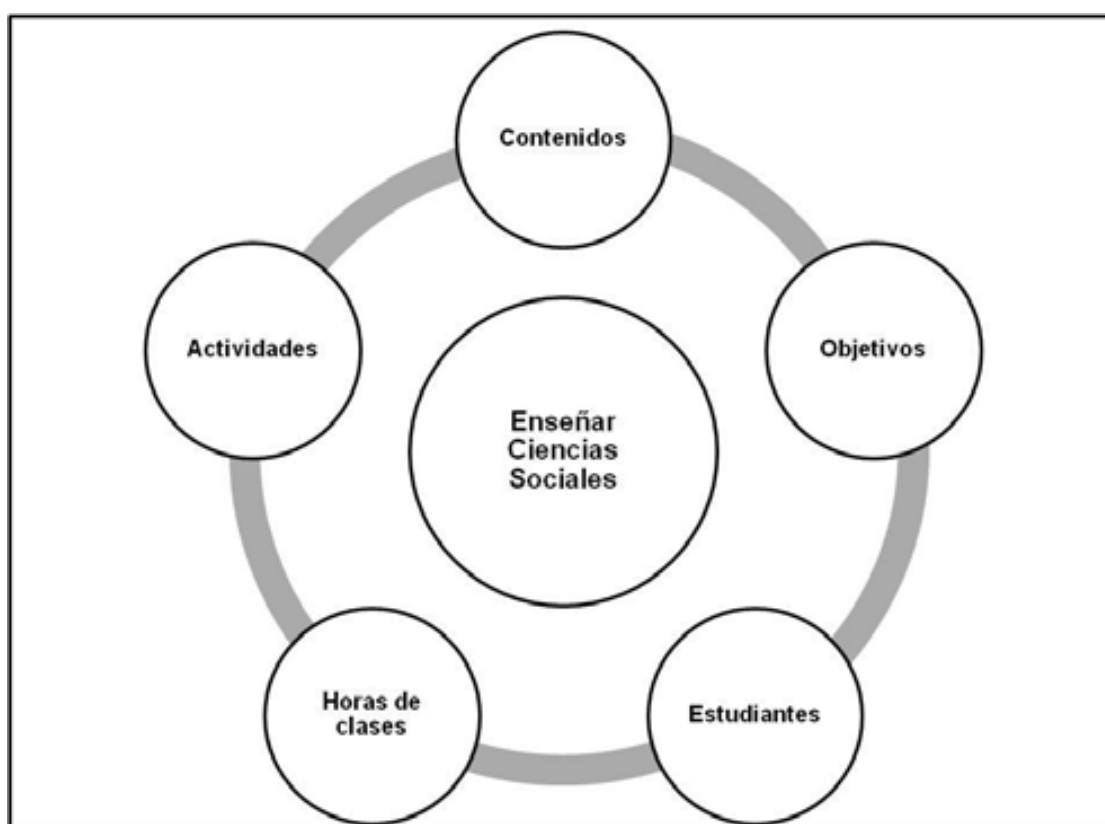 Contenidos
Actividades
Objetivos
Enseñar
Ciencias
Sociales
Horas de
clases
Estudiantes